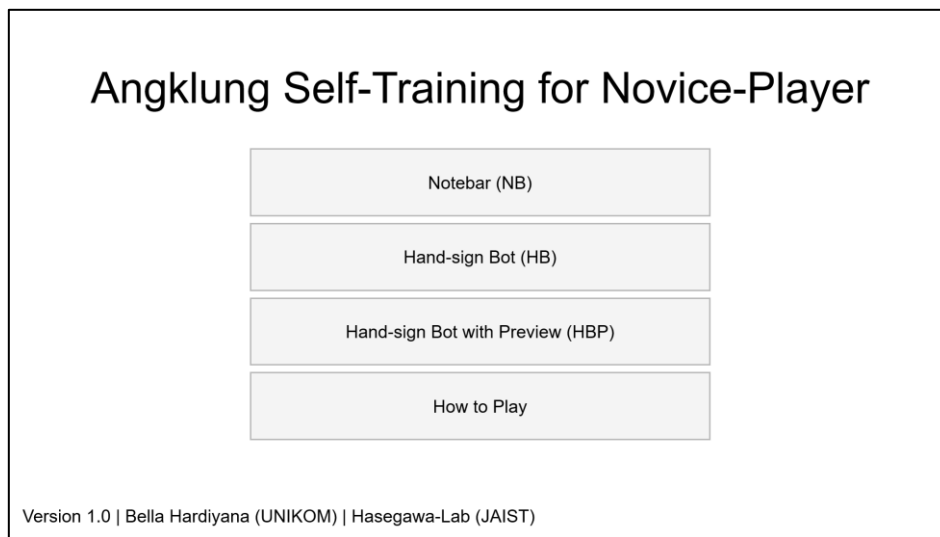 Angklung Self-Training for Novice-Player
Notebar (NB)
Hand-sign Bot (HB)
Hand-sign Bot with Preview (HBP)
How to Play
Version 1.0 | Bella Hardiyana (UNIKOM) | Hasegawa-Lab (JAIST)